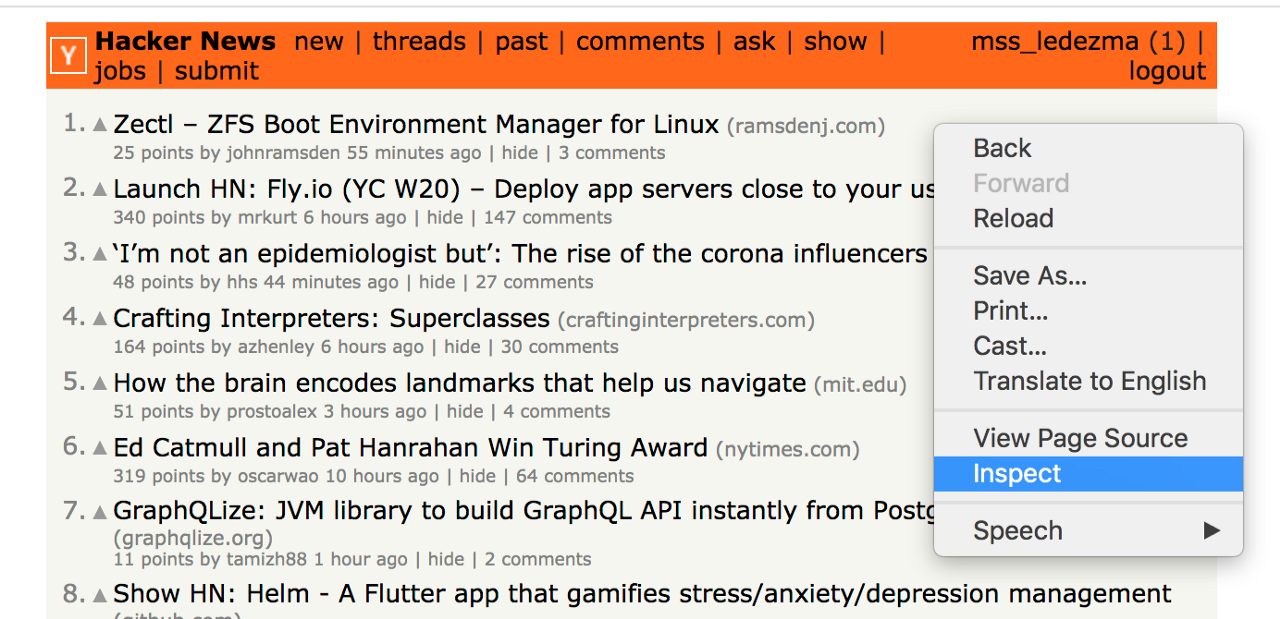 Y Hacker News new | threads | past | comments | ask | show | mss_ledezma (1) |
jobs | submit logout
1. ▲ Zectl – ZFS Boot Environment Manager for Linux (ramsdenj.com)
25 points by johnramsden 55 minutes ago | hide | 3 comments
2. ▲ Launch HN: Fly.io (YC W20) – Deploy app servers close to your us
340 points by mrkurt 6 hours ago | hide | 147 comments
3. ▲ ‘I’m not an epidemiologist but’: The rise of the corona influencers
48 points by hhs 44 minutes ago | hide | 27 comments
4. ▲ Crafting Interpreters: Superclasses (craftinginterpreters.com)
164 points by azhenley 6 hours ago | hide | 30 comments
5. ▲ How the brain encodes landmarks that help us navigate (mit.edu)
51 points by prostoalex 3 hours ago | hide | 4 comments
6. ▲ Ed Catmull and Pat Hanrahan Win Turing Award (nytimes.com)
319 points by oscarwao 10 hours ago | hide | 64 comments
7. ▲ GraphQLize: JVM library to build GraphQL API instantly from Postg
(graphqlize.org)
11 points by tamizh88 1 hour ago | hide | 2 comments
8. ▲ Show HN: Helm - A Flutter app that gamifies stress/anxiety/depression management
(github.com)
Back
Forward
Reload
Save As...
Print...
Cast...
Translate to English
View Page Source
Inspect
Speech ▶